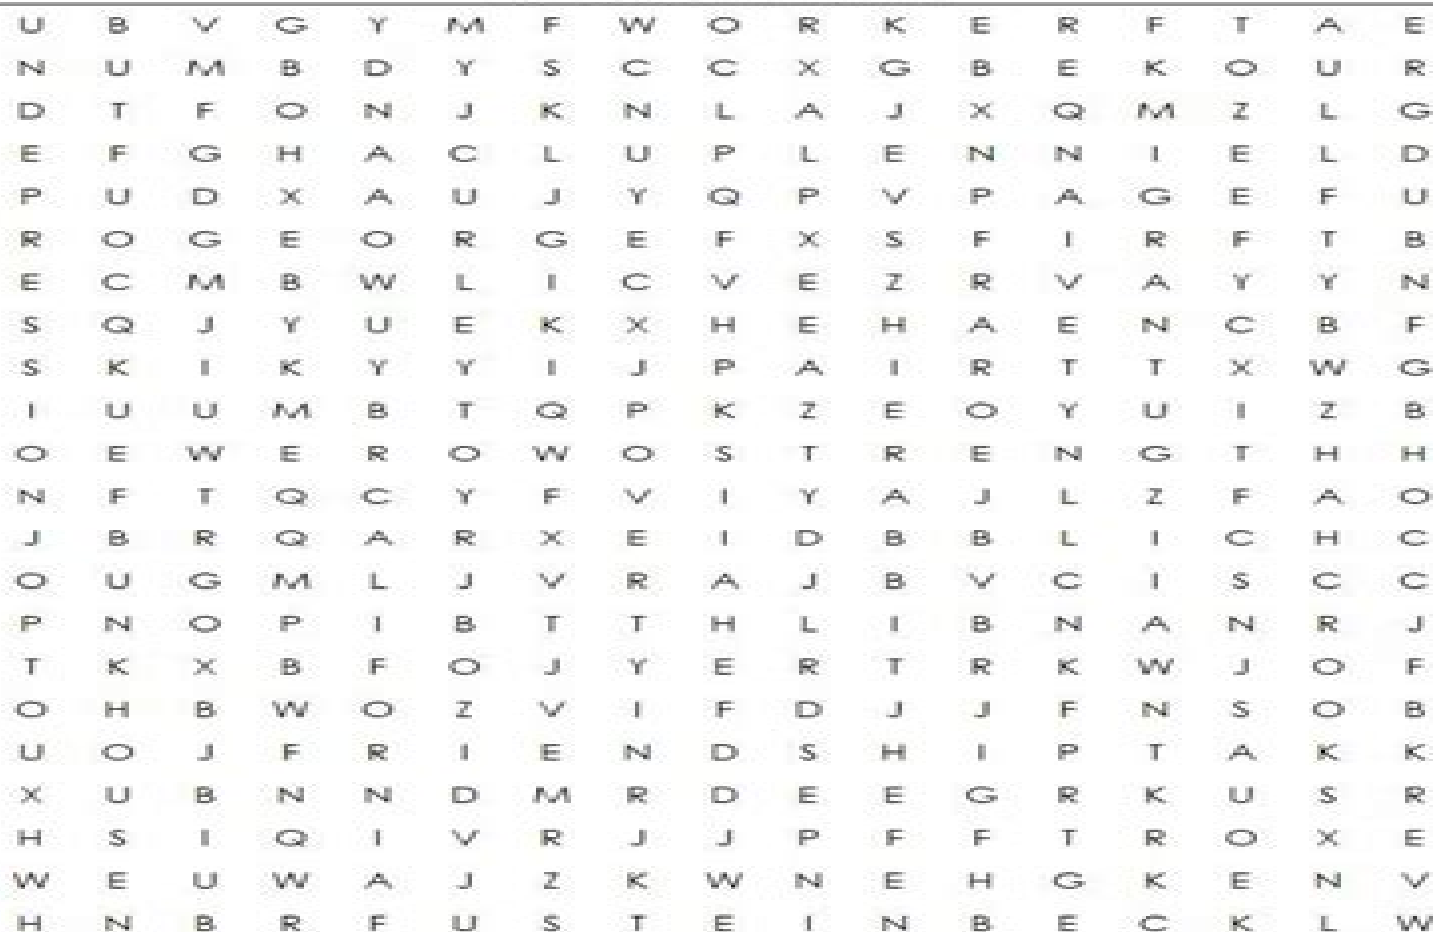 U B V G Y M F W O R K E R F T A E
N U M B D Y S C C X G B E K O U R
D T F O N J K N L A J X Q M Z L G
E F G H A C L U P L E N N I E L D
P U D X A U J Y Q P V P A G E F U
R O G E O R G E F X S F I R F T B
E C M B W L I C V E Z R V A Y Y N
S Q J Y U E K X H E H A E N C B F
S K I K Y Y I J P A I R T T X W G
I U U M B T Q P K Z E O Y U I Z B
O E W E R O W O S T R E N G T H H
N F T Q C Y F V I Y A J L Z F A O
J B R Q A R X E I D B B L I C H C
O U G M L J V R A J B V C I S C C
P N O P I B T T H L I B N A N R J
T K X B F O J Y E R T R K W J O F
O H B W O Z V I F D J J F N S O B
U O J F R I E N D S H I P T A K K
X U B N N D M R D E E G R K U S R
H S I Q I V R J J P F F T R O X E
W E U W A J Z K W N E H G K E N V
H N B R F U S T E I N B E C K L W